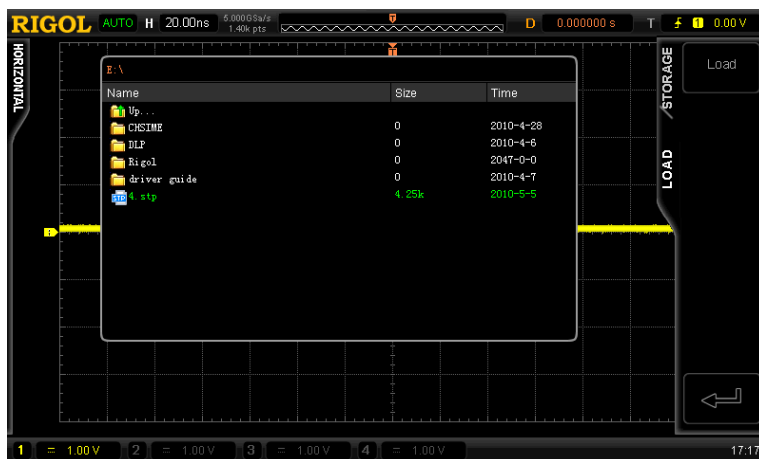 RIGOL AUTO H 20.00ns 5.000GSa/s 1.40k pts D 0.000000 s T 1 0.00 V
HORIZONTAL
E:\
Name Size Time
Up...
CHSIME 0 2010-4-28
DLP 0 2010-4-6
Rigol 0 2047-0-0
driver guide 0 2010-4-7
STP 4.stp 4.25k 2010-5-5
STORAGE
LOAD
Load
1 = 1.00 V 2 = 1.00 V 3 = 1.00 V 4 = 1.00 V 17:17